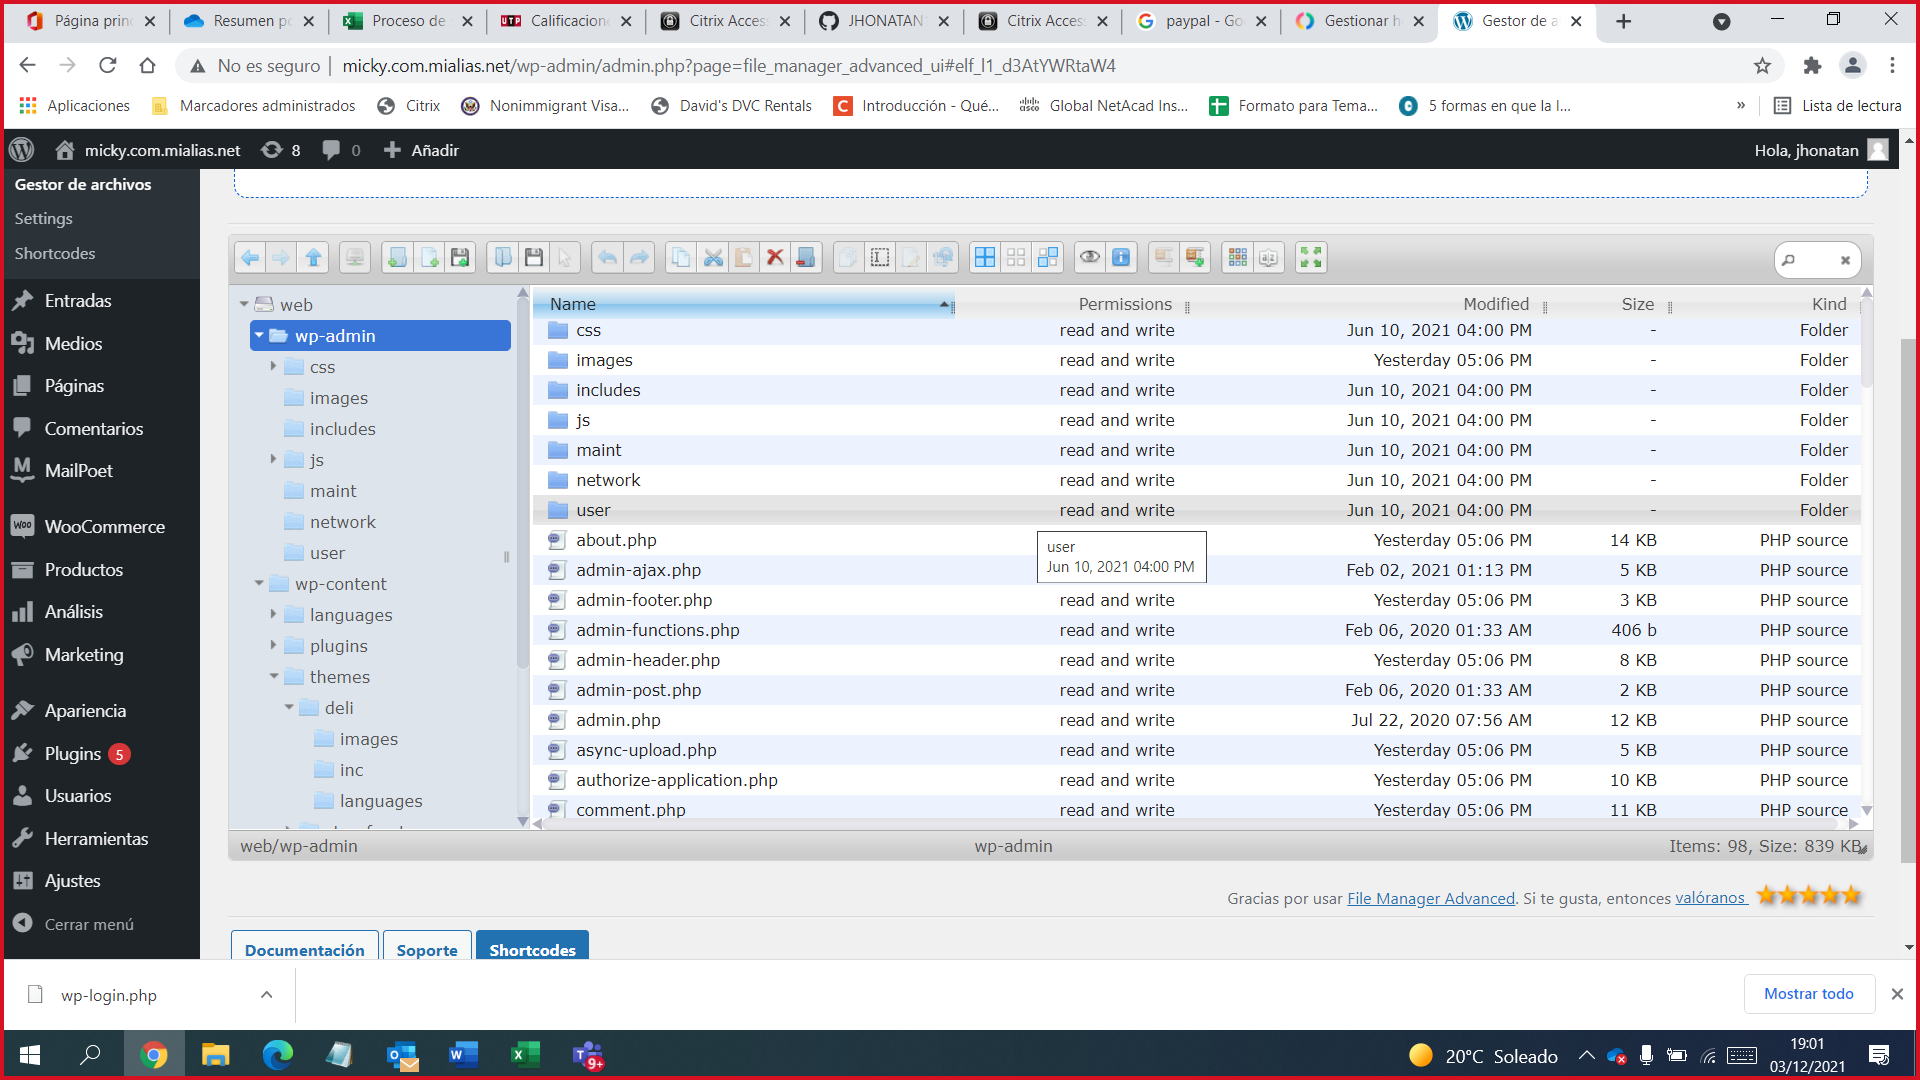 Página prin
Resumen po
Proceso de
Calificacion
Citrix Acces
JHONATAN
Citrix Acces
paypal - Go
Gestionar h
Gestor de a
No es seguro
micky.com.mialias.net/wp-admin/admin.php?page=file_manager_advanced_ui#elf_l1_d3AtYWRtaW4
Aplicaciones
Marcadores administrados
Citrix
Nonimmigrant Visa...
David's DVC Rentals
Introducción - Qué...
Global NetAcad Ins...
Formato para Tema...
5 formas en que la I...
»
Lista de lectura
micky.com.mialias.net
8
0
Añadir
Hola, jhonatan
Gestor de archivos
Settings
Shortcodes
Entradas
Medios
Páginas
Comentarios
MailPoet
WooCommerce
Productos
Análisis
Marketing
Apariencia
Plugins 5
Usuarios
Herramientas
Ajustes
Cerrar menú
web
wp-admin
css
images
includes
js
maint
network
user
wp-content
languages
plugins
themes
deli
images
inc
languages
Name Permissions Modified Size Kind
css read and write Jun 10, 2021 04:00 PM - Folder
images read and write Yesterday 05:06 PM - Folder
includes read and write Jun 10, 2021 04:00 PM - Folder
js read and write Jun 10, 2021 04:00 PM - Folder
maint read and write Jun 10, 2021 04:00 PM - Folder
network read and write Jun 10, 2021 04:00 PM - Folder
user read and write Jun 10, 2021 04:00 PM - Folder
about.php Yesterday 05:06 PM 14 KB PHP source
user
Jun 10, 2021 04:00 PM
admin-ajax.php Feb 02, 2021 01:13 PM 5 KB PHP source
admin-footer.php read and write Yesterday 05:06 PM 3 KB PHP source
admin-functions.php read and write Feb 06, 2020 01:33 AM 406 b PHP source
admin-header.php read and write Yesterday 05:06 PM 8 KB PHP source
admin-post.php read and write Feb 06, 2020 01:33 AM 2 KB PHP source
admin.php read and write Jul 22, 2020 07:56 AM 12 KB PHP source
async-upload.php read and write Yesterday 05:06 PM 5 KB PHP source
authorize-application.php read and write Yesterday 05:06 PM 10 KB PHP source
comment.php read and write Yesterday 05:06 PM 11 KB PHP source
web/wp-admin
wp-admin
Items: 98, Size: 839 KB
Gracias por usar File Manager Advanced. Si te gusta, entonces valóranos
Documentación
Soporte
Shortcodes
wp-login.php
Mostrar todo
9+
20°C Soleado
19:01
03/12/2021